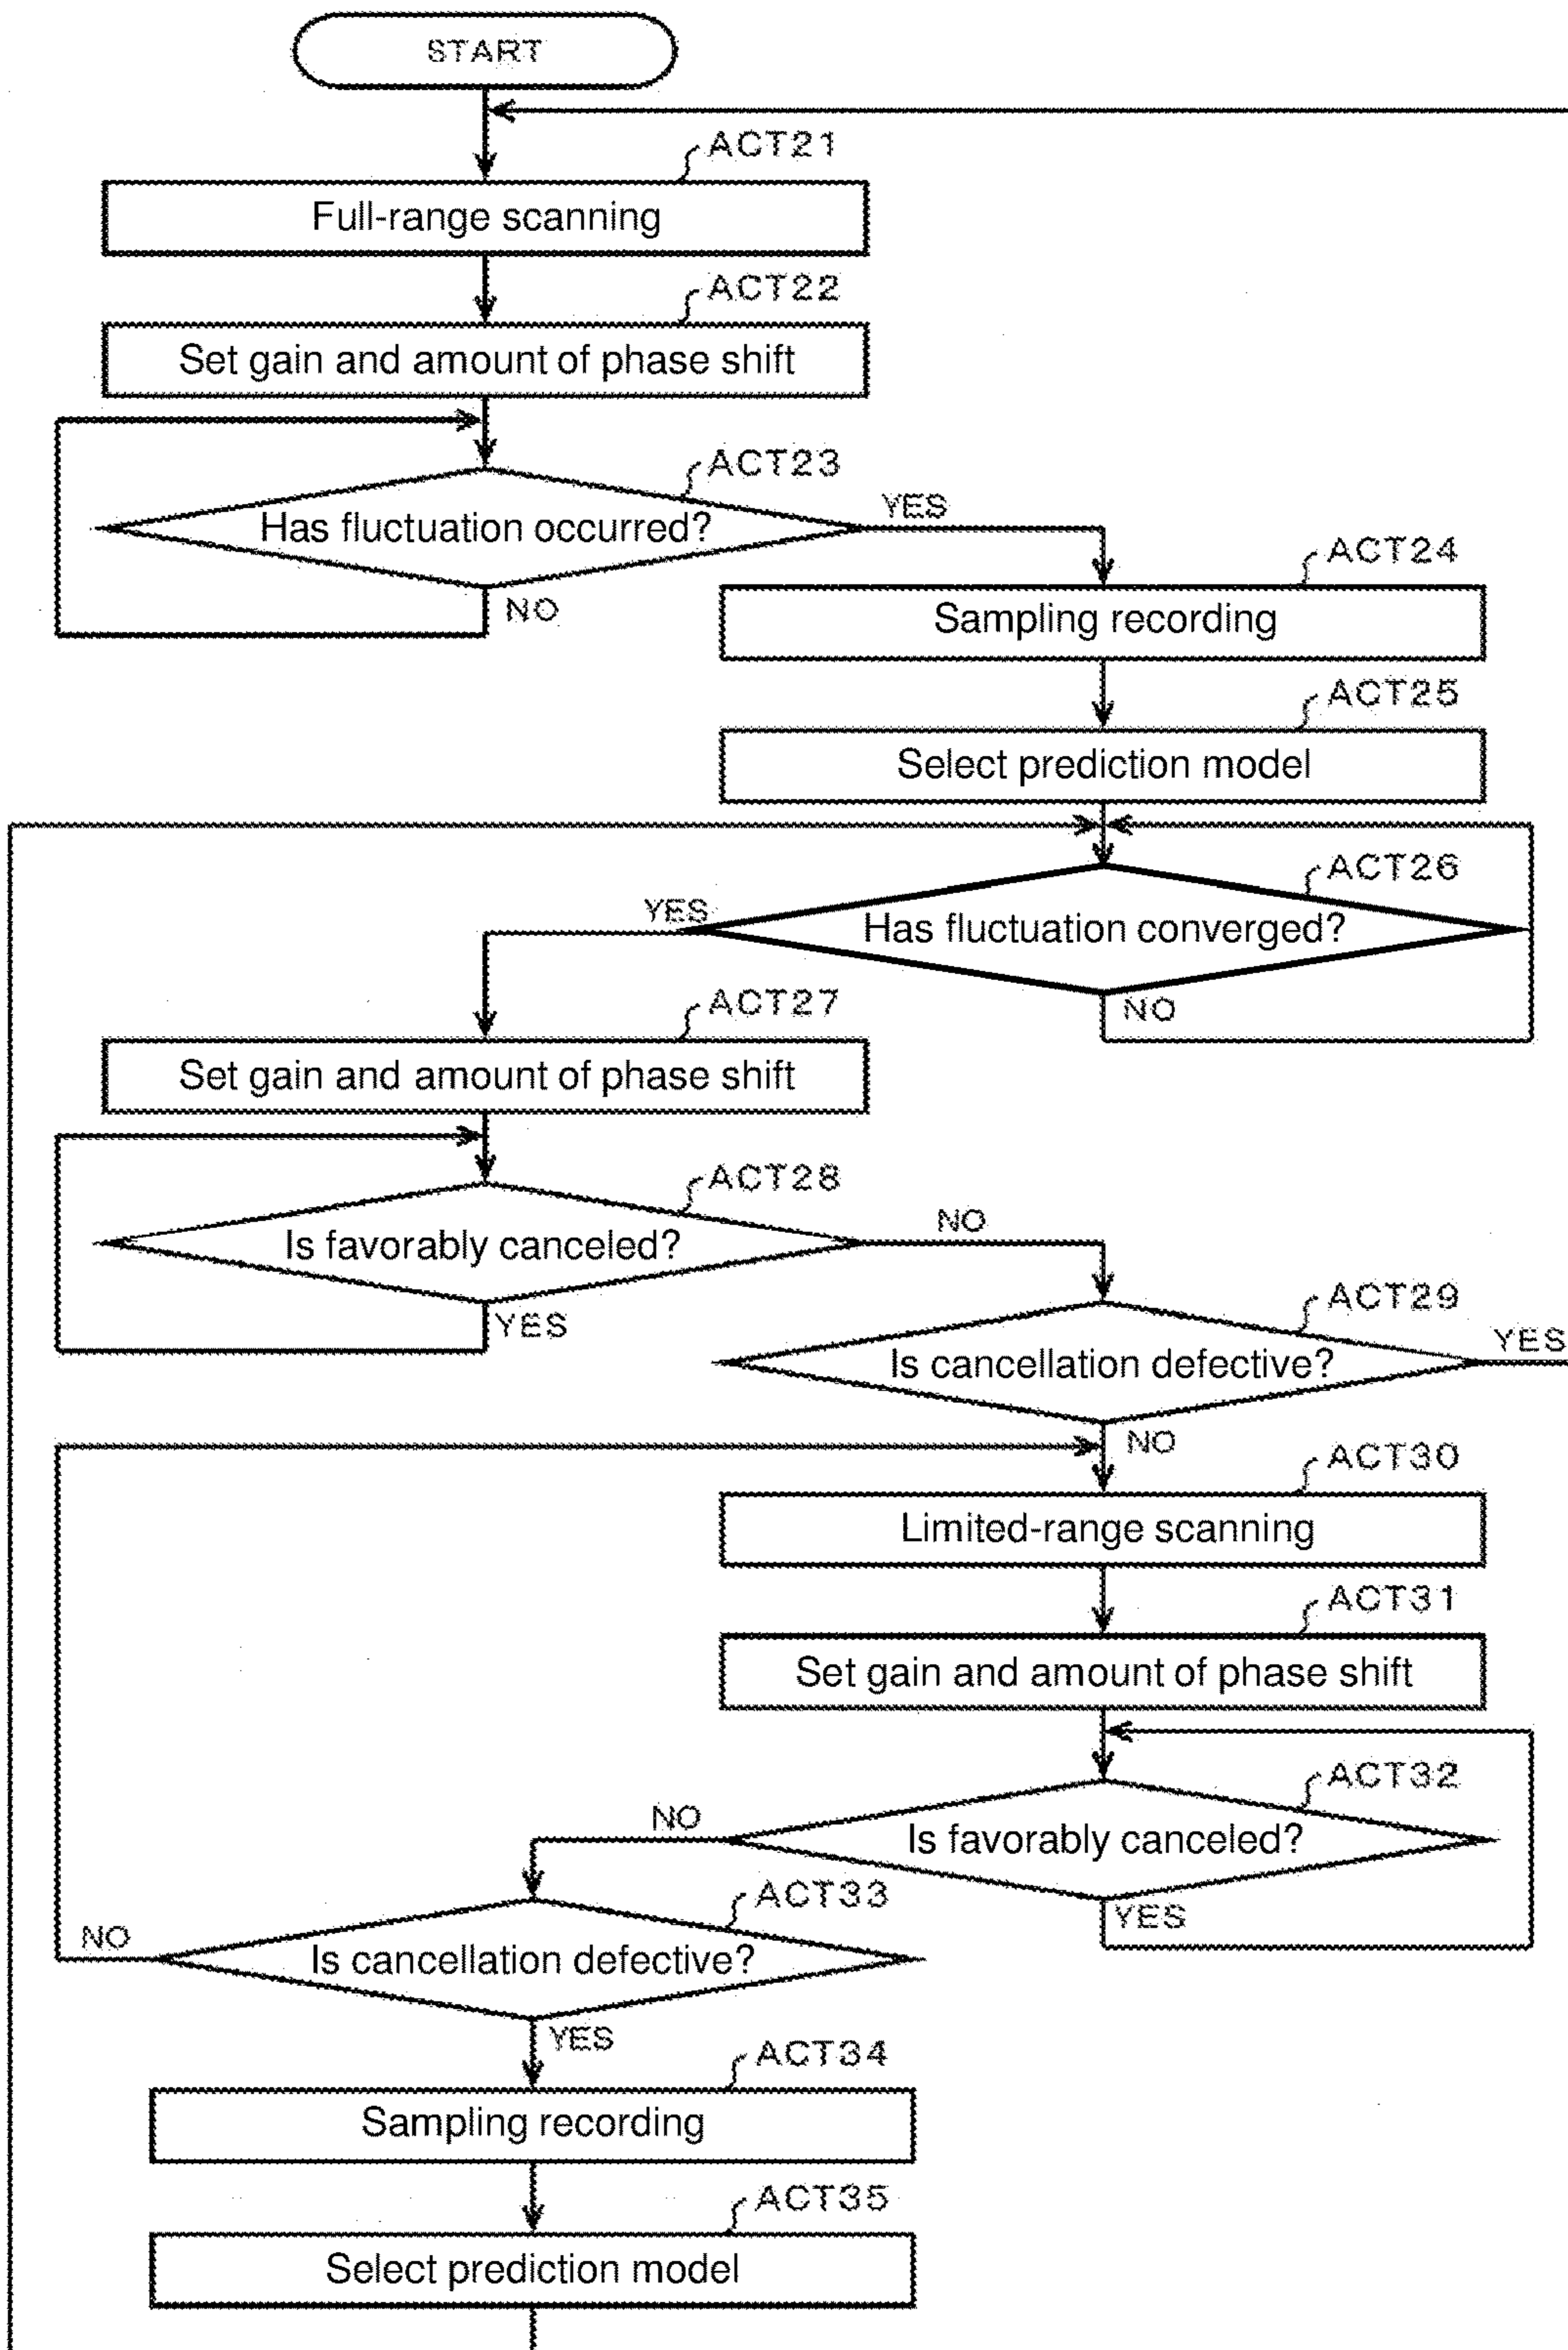 START
ACT21
Full-range scanning
ACT22
Set gain and amount of phase shift
ACT23
Has fluctuation occurred?
YES
NO
ACT24
Sampling recording
ACT25
Select prediction model
ACT26
Has fluctuation converged?
YES
NO
ACT27
Set gain and amount of phase shift
ACT28
Is favorably canceled?
NO
YES
ACT29
Is cancellation defective?
YES
NO
ACT30
Limited-range scanning
ACT31
Set gain and amount of phase shift
ACT32
Is favorably canceled?
NO
YES
ACT33
Is cancellation defective?
NO
YES
ACT34
Sampling recording
ACT35
Select prediction model